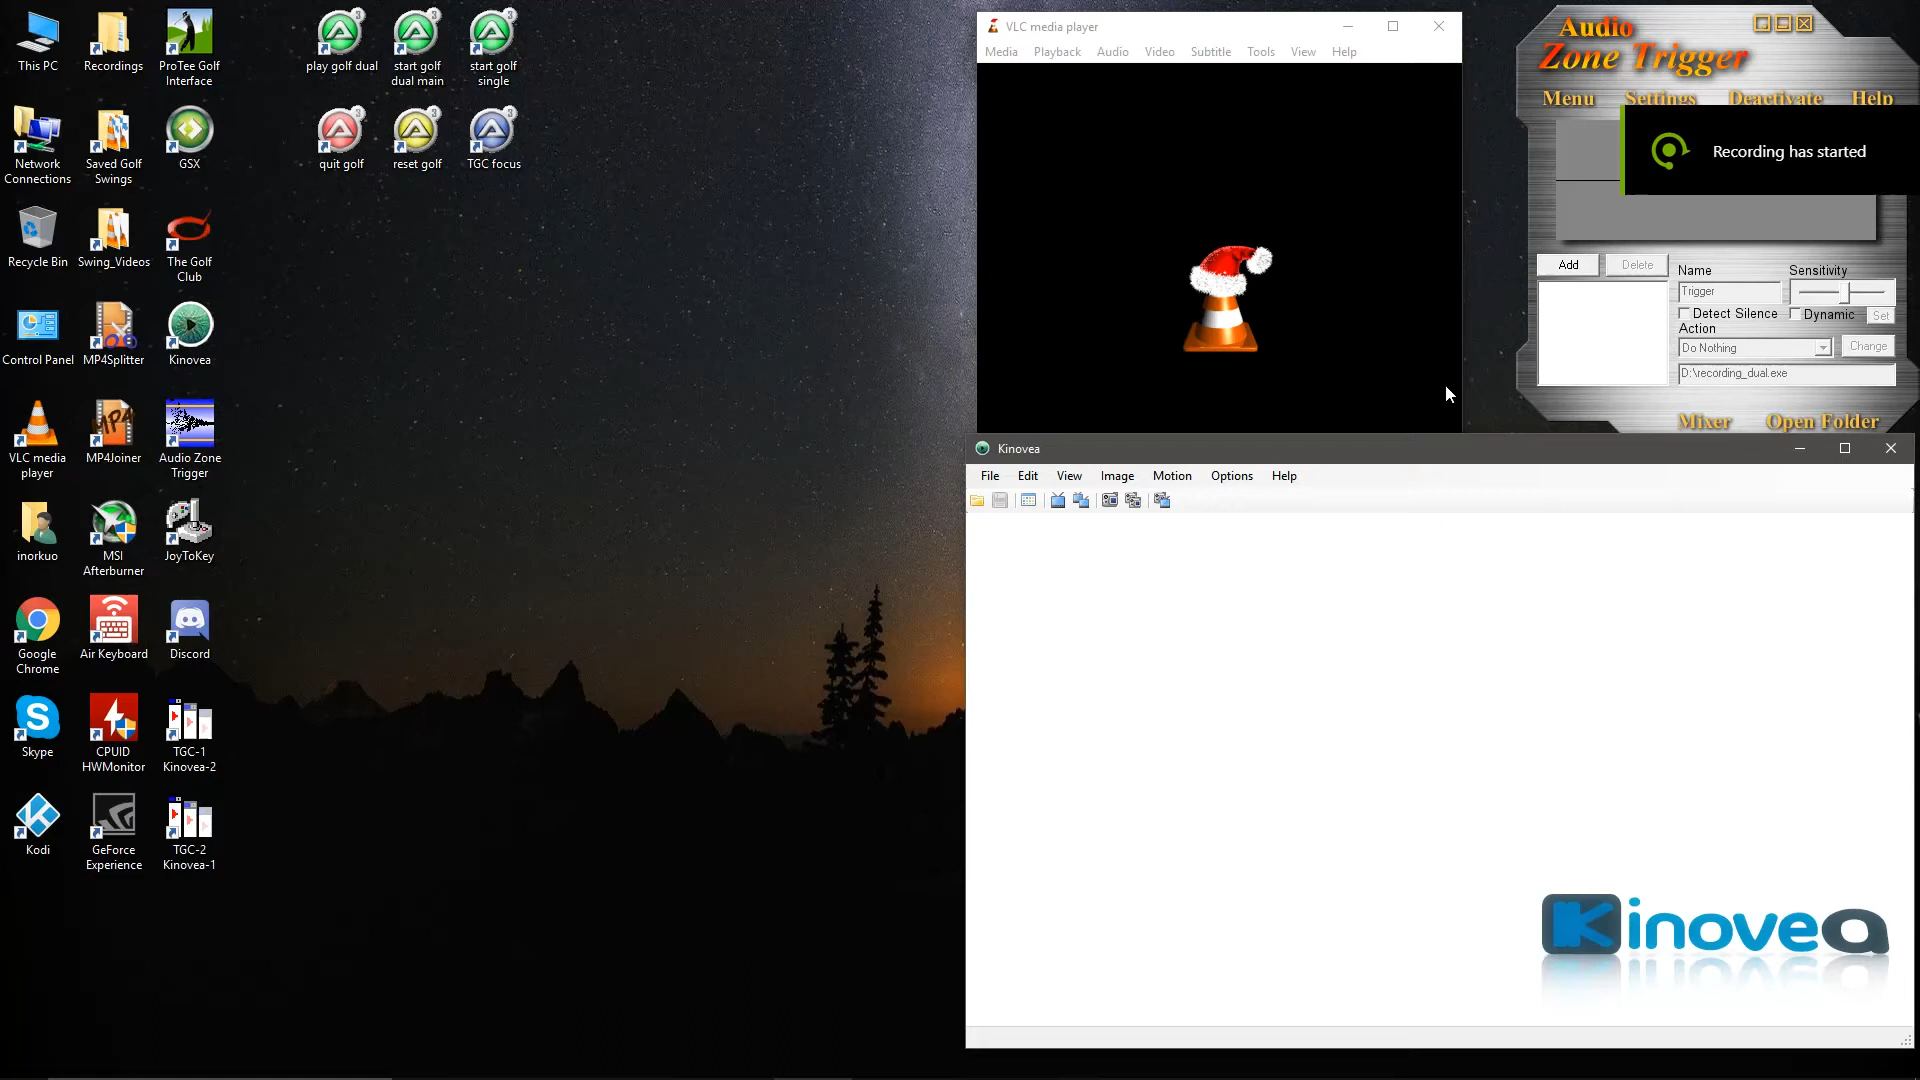 This PC
Recordings
ProTee Golf
Interface
play golf dual
start golf
dual main
start golf
single
Network
Connections
Saved Golf
Swings
GSX
quit golf
reset golf
TGC focus
Recycle Bin
Swing_Videos
The Golf
Club
Control Panel
MP4Splitter
Kinovea
VLC media
player
MP4Joiner
Audio Zone
Trigger
inorkuo
MSI
Afterburner
JoyToKey
Google
Chrome
Air Keyboard
Discord
Skype
CPUID
HWMonitor
TGC-1
Kinovea-2
Kodi
GeForce
Experience
TGC-2
Kinovea-1
VLC media player
Media Playback Audio Video Subtitle Tools View Help
Audio
Zone Trigger
Menu Settings Deactivate Help
Recording has started
Add Delete
Name
Sensitivity
Trigger
Detect Silence
Dynamic
Set
Action
Do Nothing
Change
D:\recording_dual.exe
Mixer Open Folder
Kinovea
File Edit View Image Motion Options Help
Kinovea